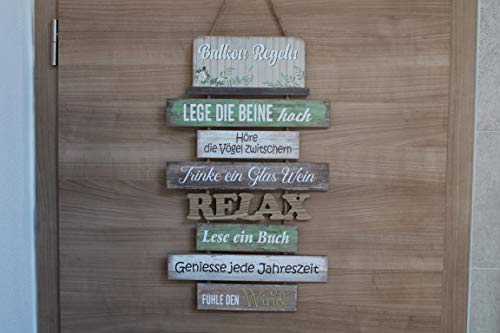 Balkon Regeln
LEGE DIE BEINE hoch
Höre
die Vögel zwitschern
Trinke ein Glas Wein
RELAX
Lese ein Buch
Geniesse jede Jahreszeit
FÜHLE DEN Wind